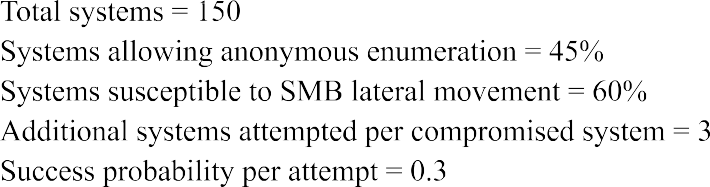 Total systems = 150
Systems allowing anonymous enumeration = 45%
Systems susceptible to SMB lateral movement = 60%
Additional systems attempted per compromised system = 3
Success probability per attempt = 0.3